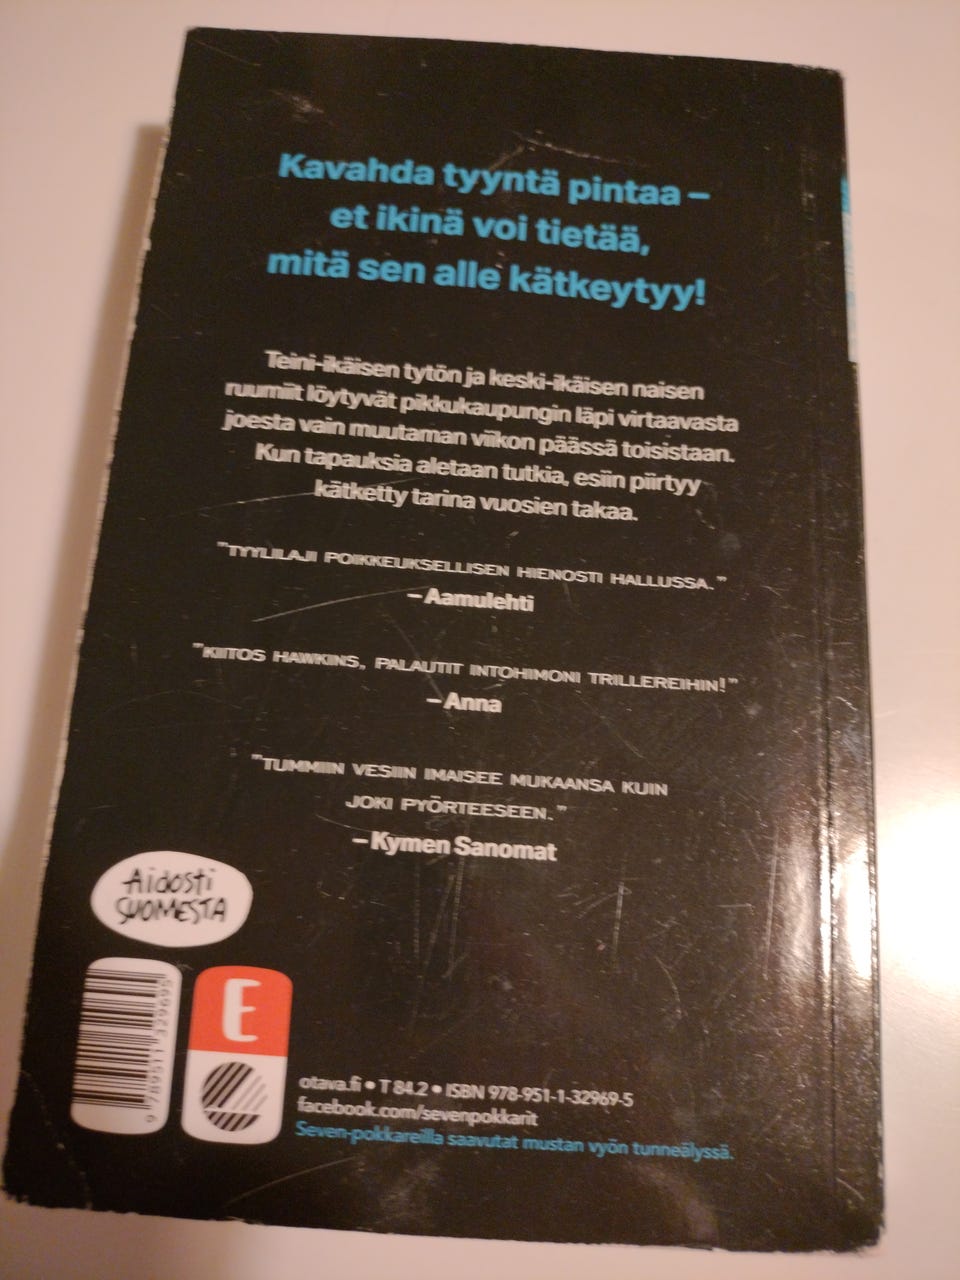 Kavahda tyyntä pintaa –
et ikinä voi tietää,
mitä sen alle kätkeytyy!
Teini-ikäisen tytön ja keski-ikäisen naisen
ruumiit löytyvät pikkukaupungin läpi virtaavasta
joesta vain muutaman viikon päässä toisistaan.
Kun tapauksia aletaan tutkia, esiin piirtyy
kätketty tarina vuosien takaa.
"TYYLILAJI POIKKEUKSELLISEN HIENOSTI HALLUSSA."
– Aamulehti
"KIITOS HAWKINS, PALAUTIT INTOHIMONI TRILLEREIHIN!"
– Anna
"TUMMIIN VESIIN IMAISEE MUKAANSA KUIN
JOKI PYÖRTEESEEN."
– Kymen Sanomat
Aidosti
SUOMESTA
9 789511 329695
E
otava.fi • T 84.2 • ISBN 978-951-1-32969-5
facebook.com/sevenpokkarit
Seven-pokkareilla saavutat mustan vyön tunneälyssä.